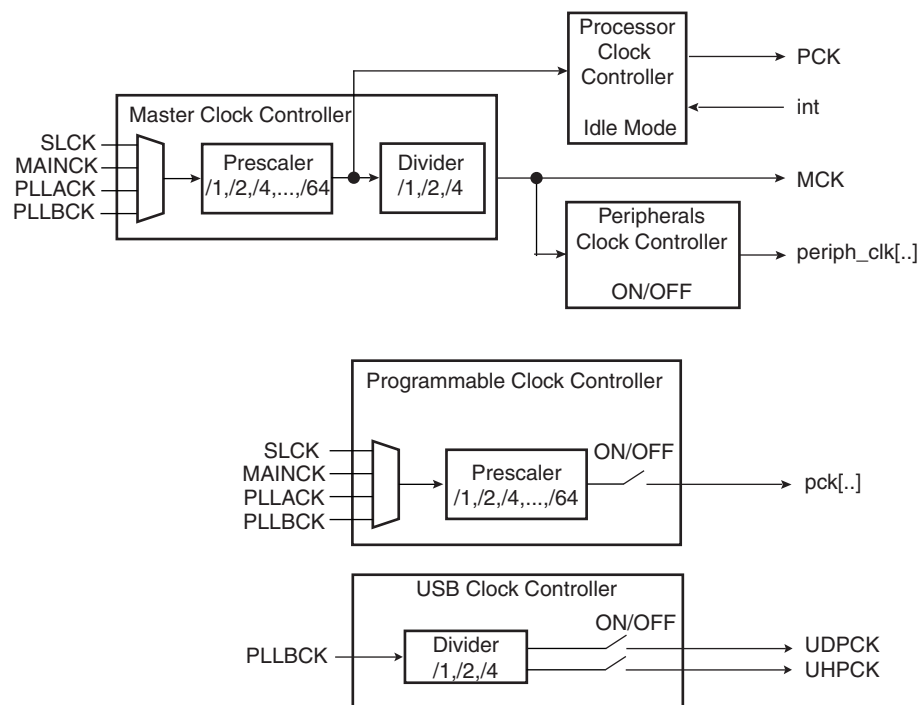 Processor
Clock
Controller
Idle Mode
PCK
int
Master Clock Controller
SLCK
MAINCK
PLLACK
PLLBCK
Prescaler
/1,/2,/4,...,/64
Divider
/1,/2,/4
MCK
Peripherals
Clock Controller
ON/OFF
periph_clk[..]
Programmable Clock Controller
SLCK
MAINCK
PLLACK
PLLBCK
Prescaler
/1,/2,/4,...,/64
ON/OFF
pck[..]
USB Clock Controller
PLLBCK
Divider
/1,/2,/4
ON/OFF
UDPCK
UHPCK